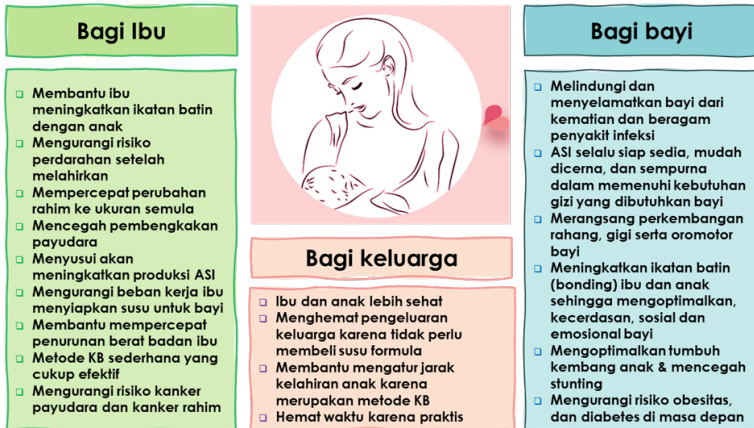 Bagi Ibu
Membantu ibu
meningkatkan ikatan batin
dengan anak
Mengurangi risiko
perdarahan setelah
melahirkan
Mempercepat perubahan
rahim ke ukuran semula
Mencegah pembengkakan
payudara
Menyusui akan
meningkatkan produksi ASI
Mengurangi beban kerja ibu
menyiapkan susu untuk bayi
Membantu mempercepat
penurunan berat badan ibu
Metode KB sederhana yang
cukup efektif
Mengurangi risiko kanker
payudara dan kanker rahim
Bagi keluarga
Ibu dan anak lebih sehat
Menghemat pengeluaran
keluarga karena tidak perlu
membeli susu formula
Membantu mengatur jarak
kelahiran anak karena
merupakan metode KB
Hemat waktu karena praktis
Bagi bayi
Melindungi dan
menyelamatkan bayi dari
kematian dan beragam
penyakit infeksi
ASI selalu siap sedia, mudah
dicerna, dan sempurna
dalam memenuhi kebutuhan
gizi yang dibutuhkan bayi
Merangsang perkembangan
rahang, gigi serta oromotor
bayi
Meningkatkan ikatan batin
(bonding) ibu dan anak
sehingga mengoptimalkan,
kecerdasan, sosial dan
emosional bayi
Mengoptimalkan tumbuh
kembang anak & mencegah
stunting
Mengurangi risiko obesitas,
dan diabetes di masa depan